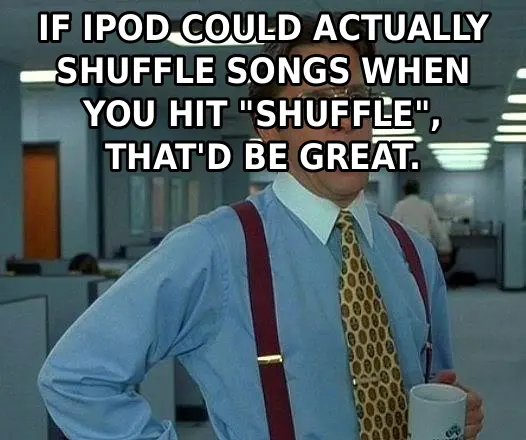 IF IPOD COULD ACTUALLY
SHUFFLE SONGS WHEN
YOU HIT "SHUFFLE",
THAT'D BE GREAT.